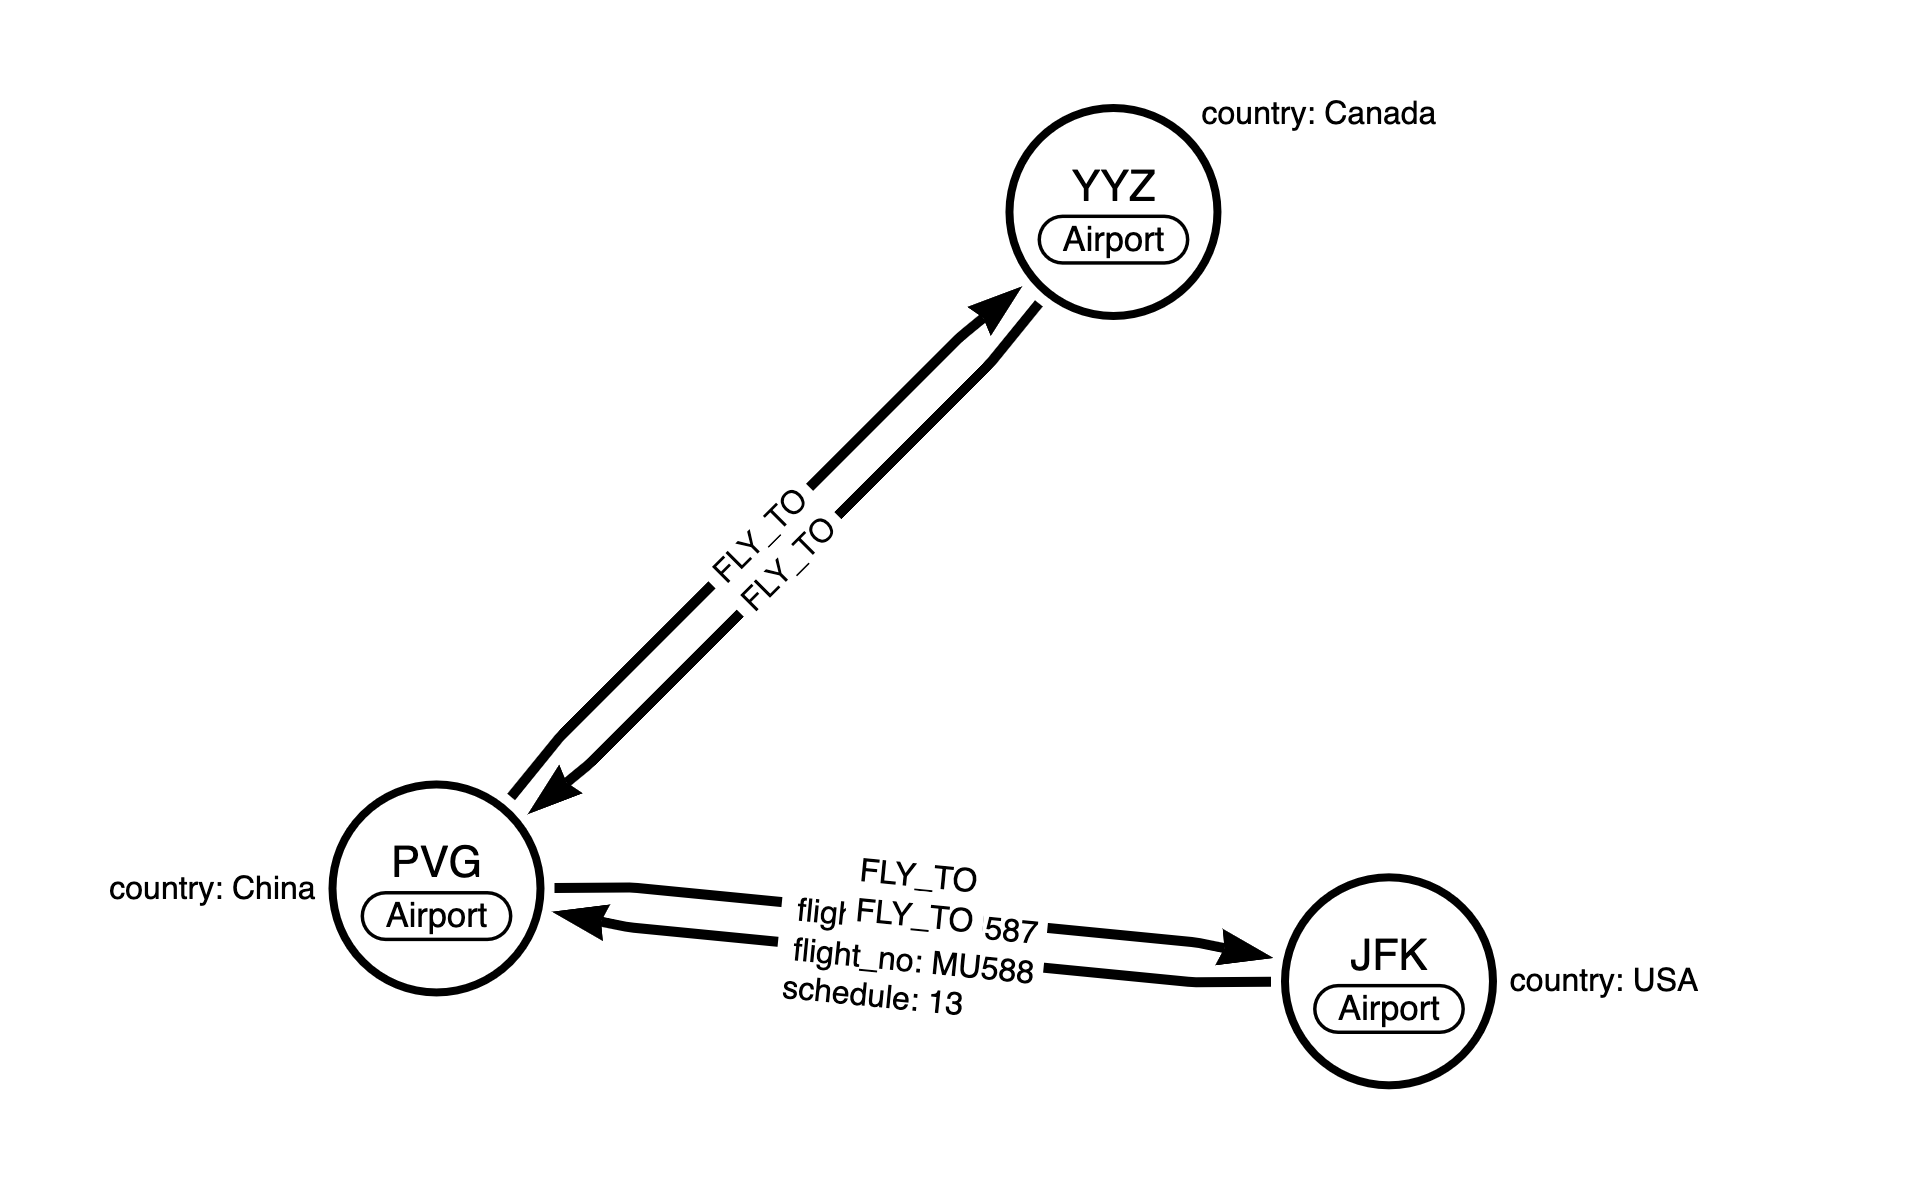 country: Canada
YYZ
Airport
FLY_TO
FLY_TO
PVG
Airport
country: China
FLY_TO
FLY_TO
587
flight_no: MU588
schedule: 13
JFK
Airport
country: USA